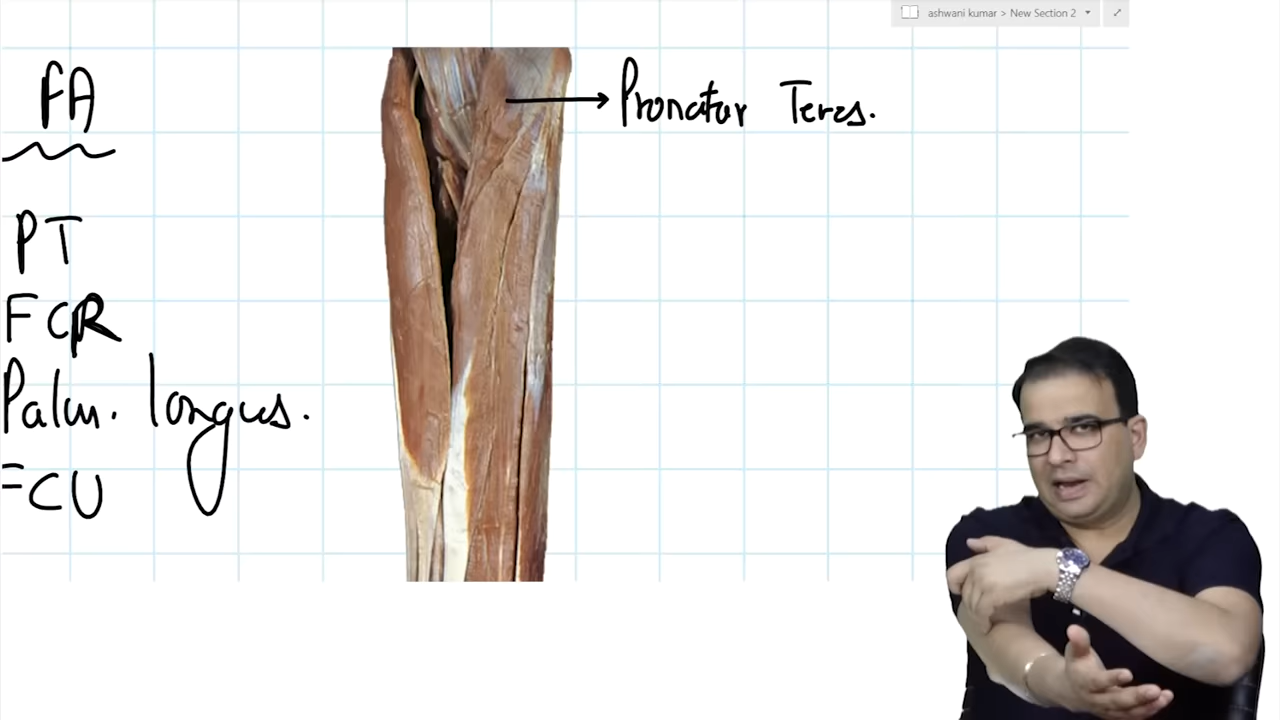 ashwani kumar > New Section 2
FA
Pronator Teres.
PT
FCR
Palm. longus.
FCU